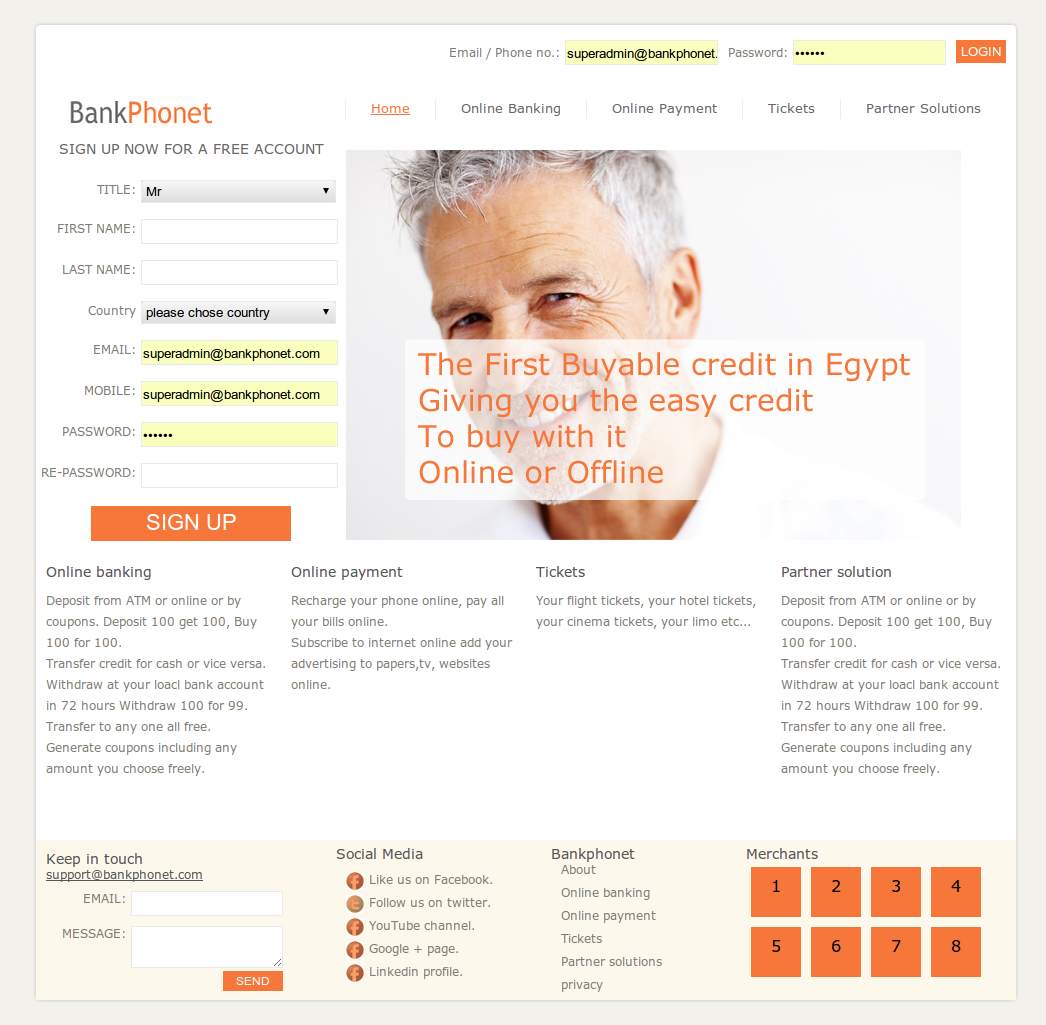 Email / Phone no.: superadmin@bankphonet. Password: •••••• LOGIN
BankPhonet
Home Online Banking Online Payment Tickets Partner Solutions
SIGN UP NOW FOR A FREE ACCOUNT
TITLE: Mr
FIRST NAME:
LAST NAME:
Country please chose country
EMAIL: superadmin@bankphonet.com
MOBILE: superadmin@bankphonet.com
PASSWORD: ••••••
RE-PASSWORD:
SIGN UP
The First Buyable credit in Egypt
Giving you the easy credit
To buy with it
Online or Offline
Online banking
Deposit from ATM or online or by
coupons. Deposit 100 get 100, Buy
100 for 100.
Transfer credit for cash or vice versa.
Withdraw at your loacl bank account
in 72 hours Withdraw 100 for 99.
Transfer to any one all free.
Generate coupons including any
amount you choose freely.
Online payment
Recharge your phone online, pay all
your bills online.
Subscribe to internet online add your
advertising to papers,tv, websites
online.
Tickets
Your flight tickets, your hotel tickets,
your cinema tickets, your limo etc...
Partner solution
Deposit from ATM or online or by
coupons. Deposit 100 get 100, Buy
100 for 100.
Transfer credit for cash or vice versa.
Withdraw at your loacl bank account
in 72 hours Withdraw 100 for 99.
Transfer to any one all free.
Generate coupons including any
amount you choose freely.
Keep in touch
support@bankphonet.com
EMAIL:
MESSAGE:
SEND
Social Media
Like us on Facebook.
Follow us on twitter.
YouTube channel.
Google + page.
Linkedin profile.
Bankphonet
About
Online banking
Online payment
Tickets
Partner solutions
privacy
Merchants
1 2 3 4
5 6 7 8